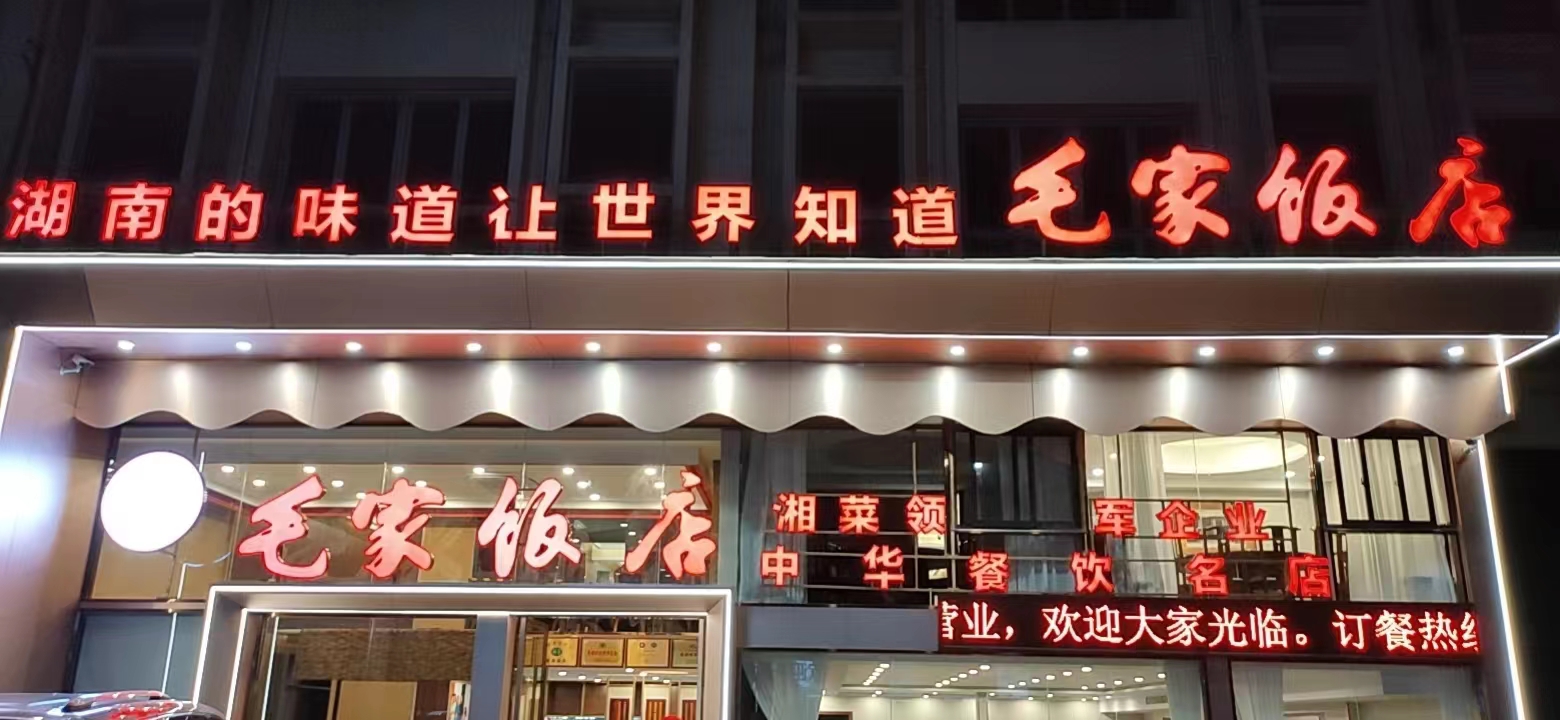 湖南的味道让世界知道 毛家饭店
毛家饭店
湘菜领军企业
中华餐饮名店
业，欢迎大家光临。订餐热